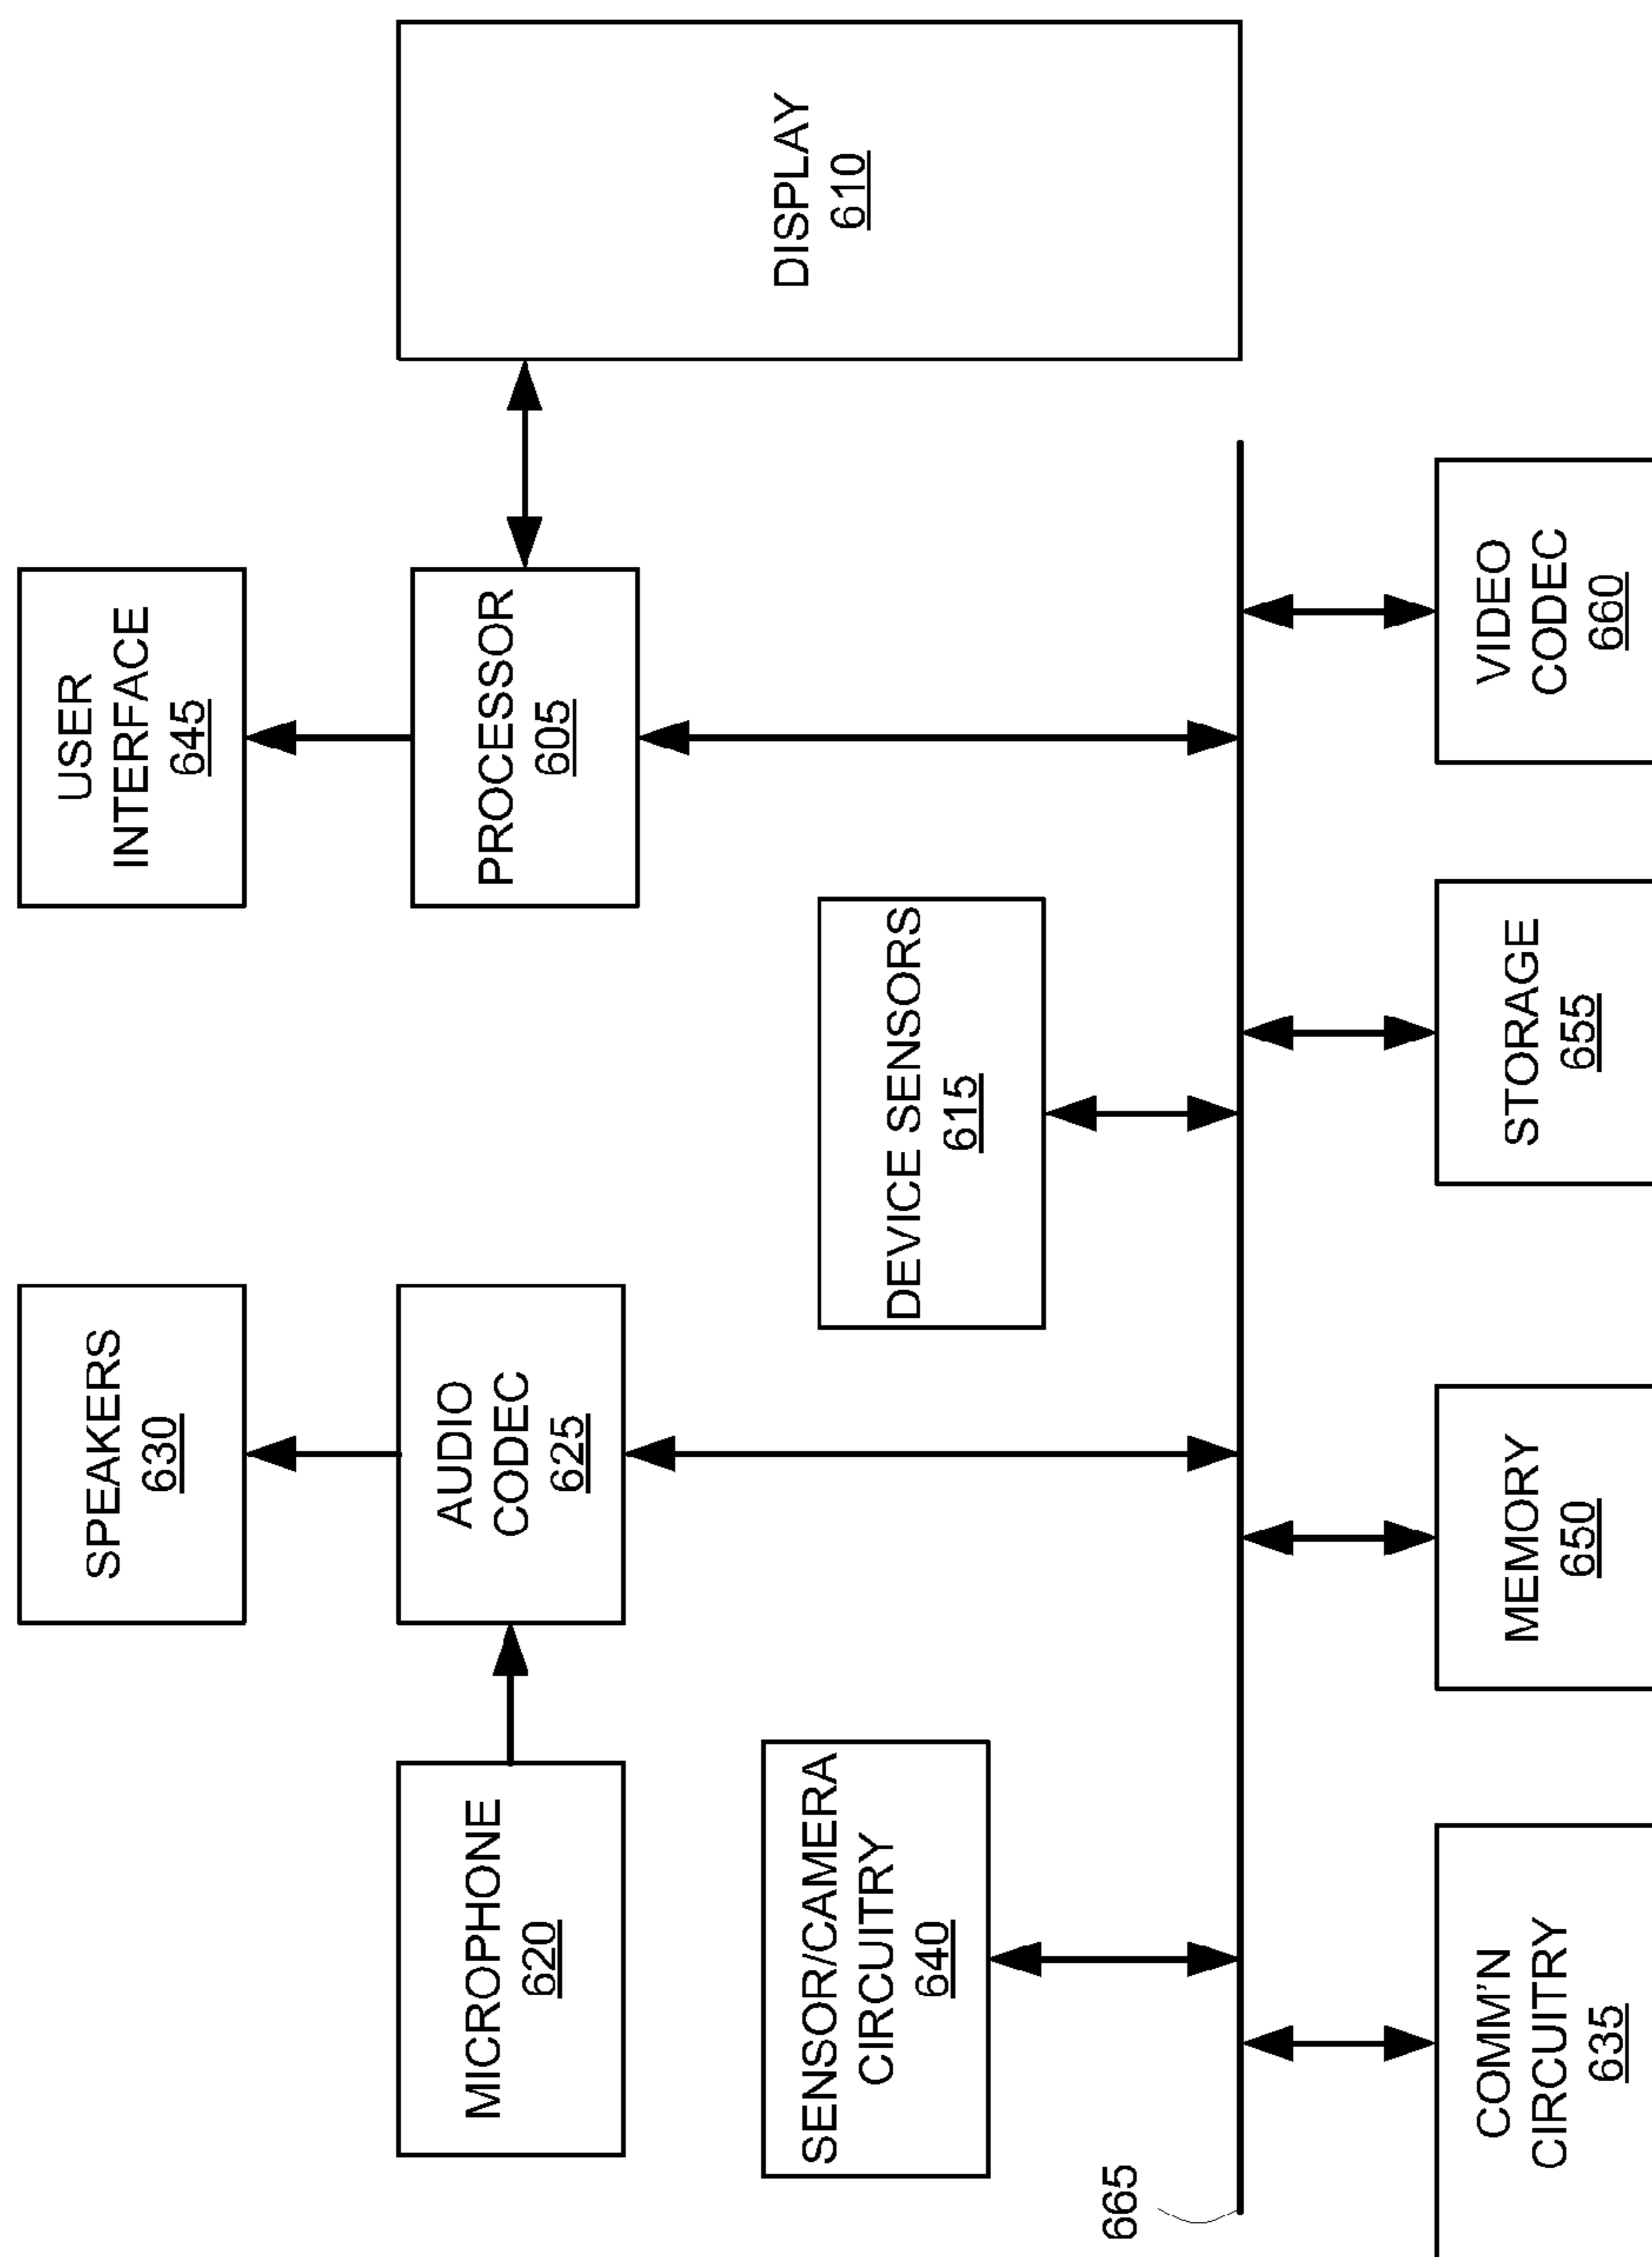 SPEAKERS
630
USER
INTERFACE
645
MICROPHONE
620
AUDIO
CODEC
625
PROCESSOR
605
DISPLAY
610
SENSOR/CAMERA
CIRCUITRY
640
DEVICE SENSORS
615
665
COMM'N
CIRCUITRY
635
MEMORY
650
STORAGE
655
VIDEO
CODEC
660